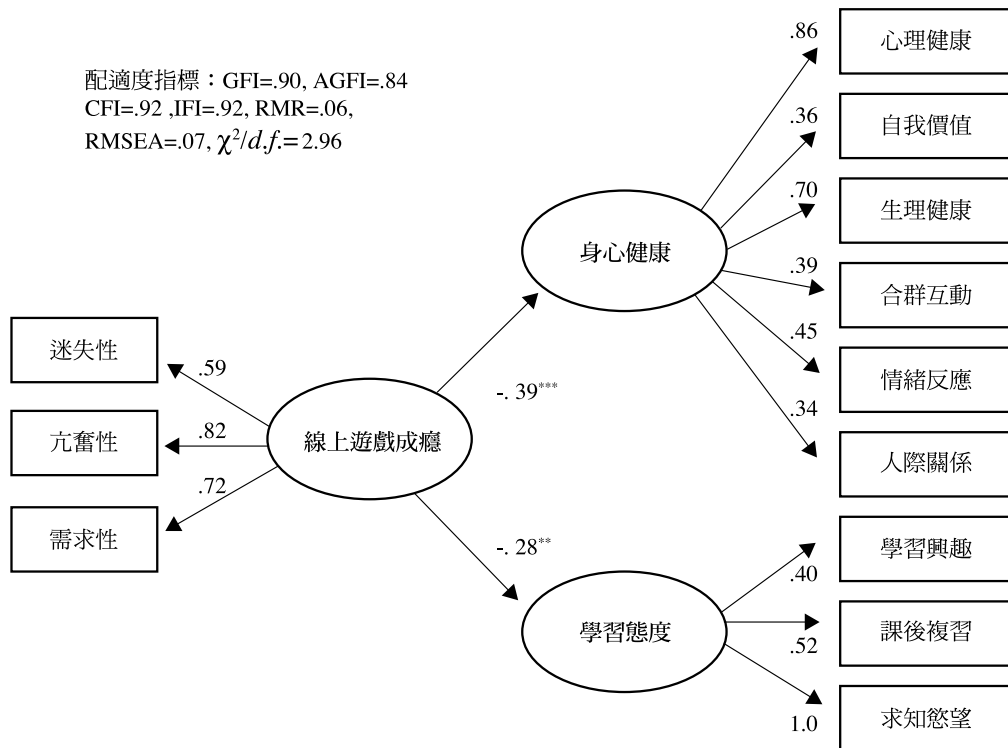 配適度指標：GFI=.90, AGFI=.84
CFI=.92 ,IFI=.92, RMR=.06,
RMSEA=.07, χ²/d.f.=2.96
.86
心理健康
.36
自我價值
.70
生理健康
身心健康
.39
合群互動
.45
情緒反應
.34
人際關係
迷失性
.59
-. 39***
亢奮性
.82
線上遊戲成癮
.72
需求性
-. 28**
學習興趣
.40
學習態度
課後複習
.52
求知慾望
1.0